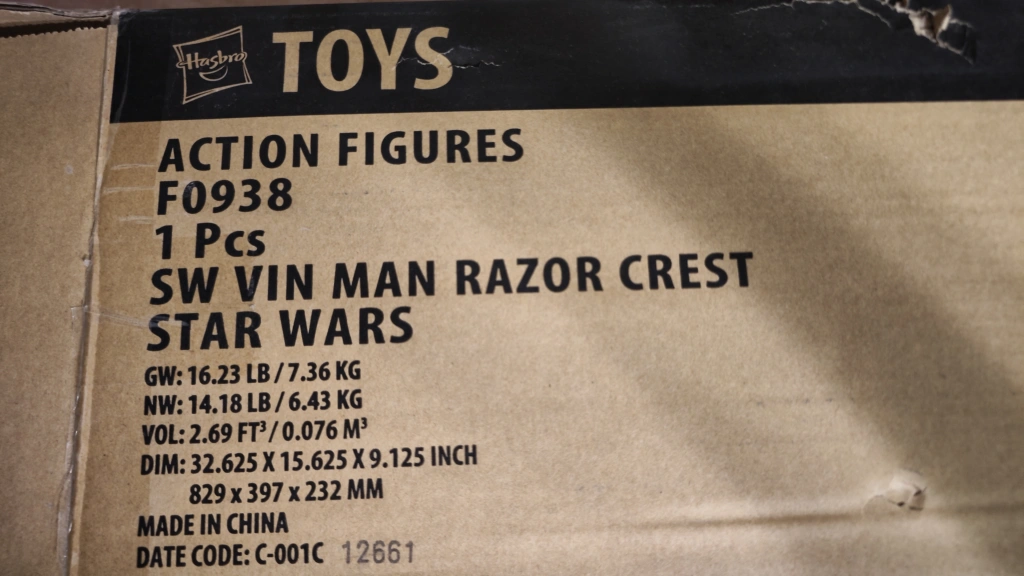 Hasbro TOYS
ACTION FIGURES
F0938
1 Pcs
SW VIN MAN RAZOR CREST
STAR WARS
GW: 16.23 LB / 7.36 KG
NW: 14.18 LB / 6.43 KG
VOL: 2.69 FT³ / 0.076 M³
DIM: 32.625 X 15.625 X 9.125 INCH
829 x 397 x 232 MM
MADE IN CHINA
DATE CODE: C-001C 12661